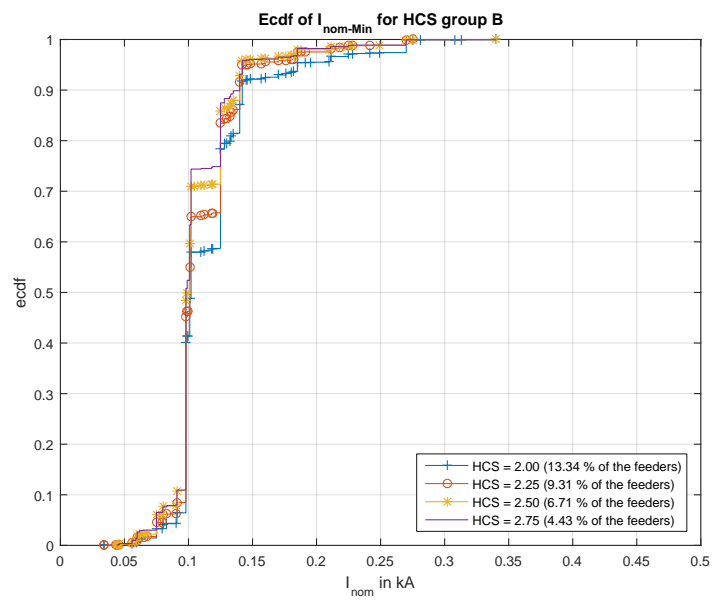 Ecdf of I_nom-Min for HCS group B
1
0.9
0.8
0.7
0.6
0.5
0.4
0.3
0.2
0.1
0
ecdf
HCS = 2.00 (13.34 % of the feeders)
HCS = 2.25 (9.31 % of the feeders)
HCS = 2.50 (6.71 % of the feeders)
HCS = 2.75 (4.43 % of the feeders)
0 0.05 0.1 0.15 0.2 0.25 0.3 0.35 0.4 0.45 0.5
I_nom in kA